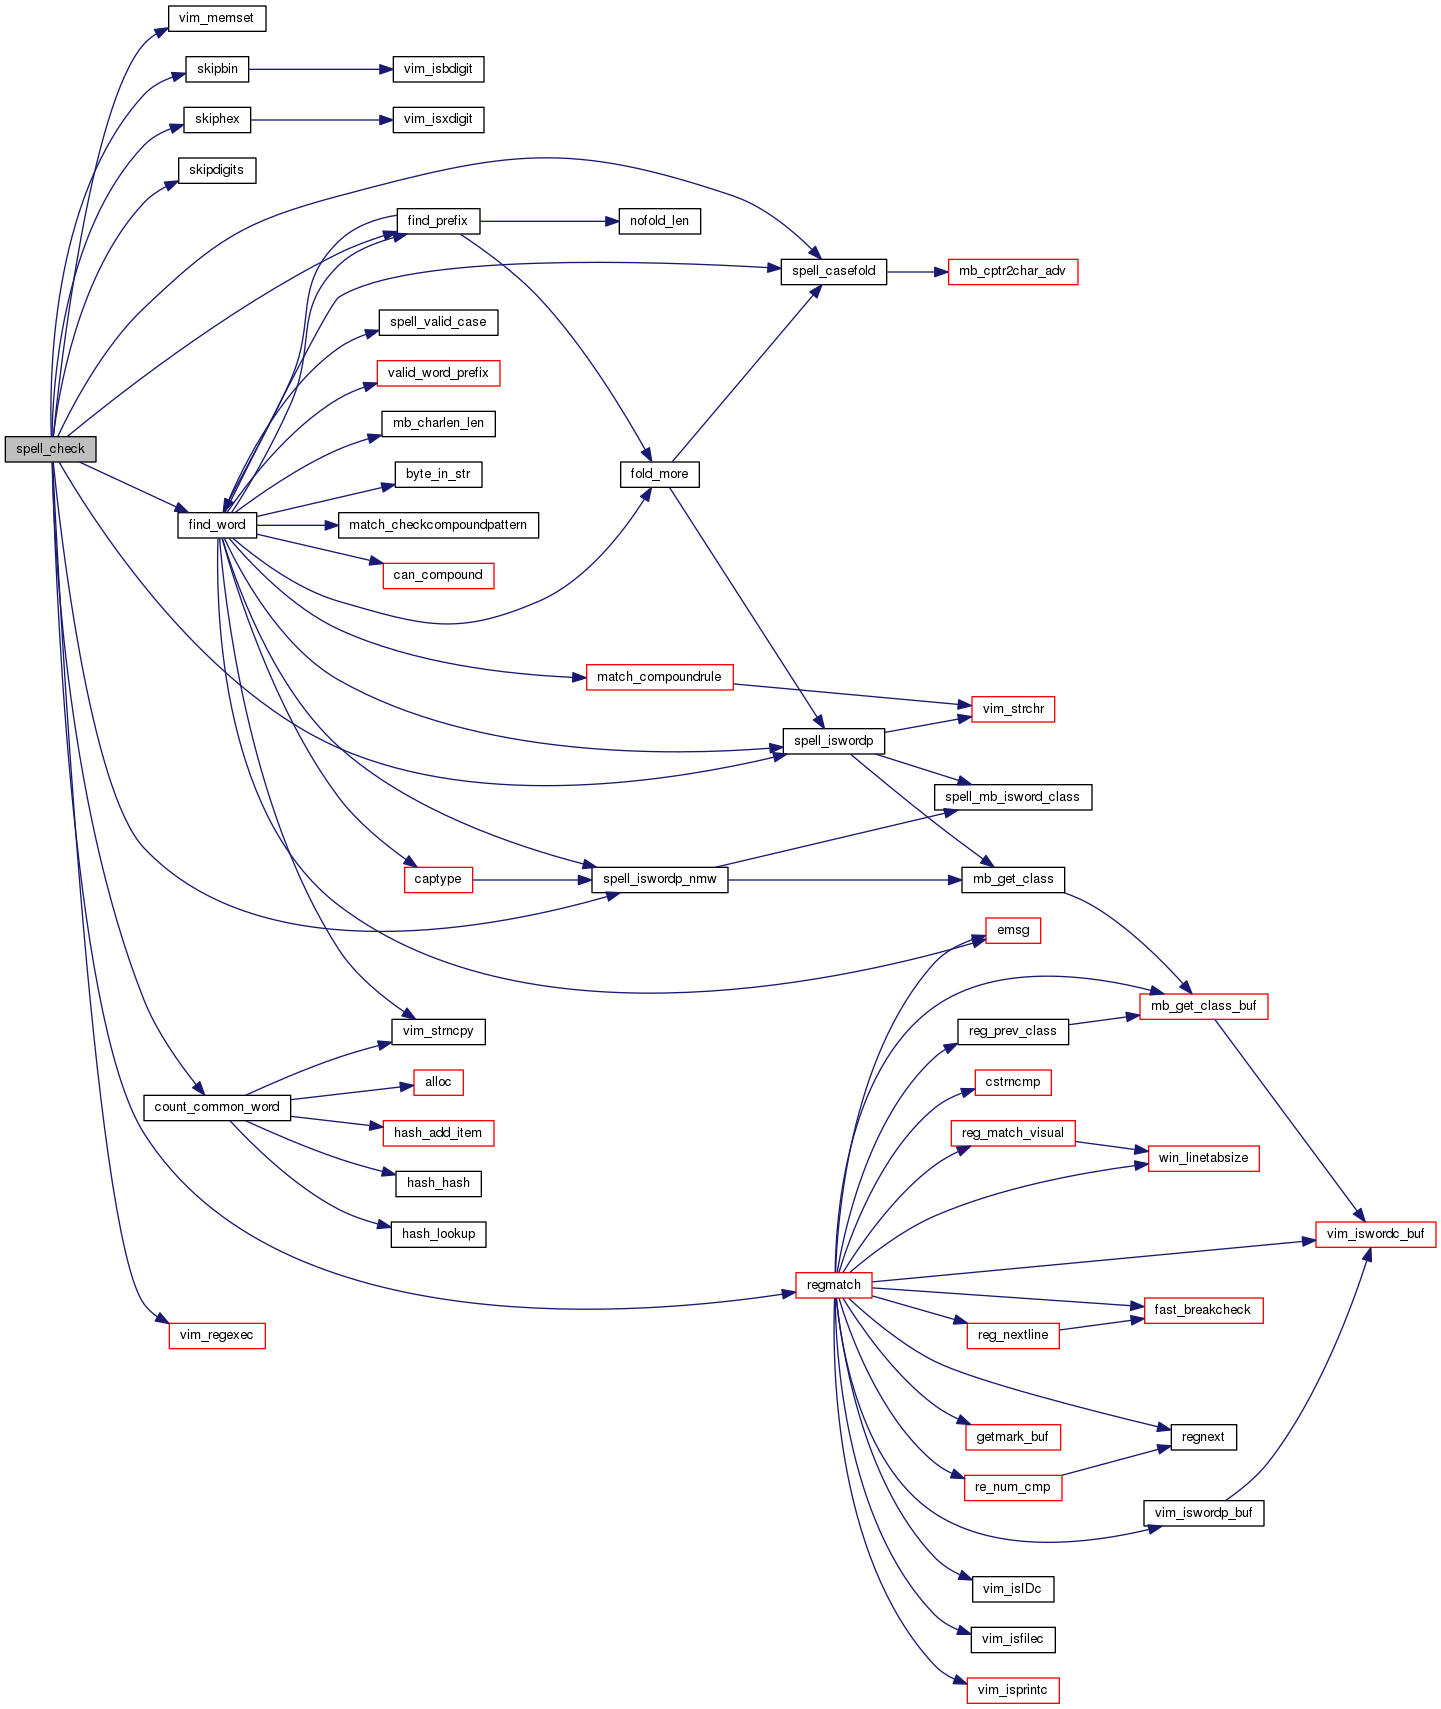 vim_memset
skipbin
vim_isbdigit
skiphex
vim_isxdigit
skipdigits
find_prefix
nofold_len
spell_casefold
mb_cptr2char_adv
spell_valid_case
valid_word_prefix
mb_charlen_len
spell_check
byte_in_str
fold_more
find_word
match_checkcompoundpattern
can_compound
match_compoundrule
vim_strchr
spell_iswordp
spell_mb_isword_class
captype
spell_iswordp_nmw
mb_get_class
emsg
mb_get_class_buf
vim_strncpy
reg_prev_class
alloc
cstrncmp
count_common_word
hash_add_item
reg_match_visual
win_linetabsize
hash_hash
hash_lookup
vim_iswordc_buf
regmatch
fast_breakcheck
vim_regexec
reg_nextline
getmark_buf
regnext
re_num_cmp
vim_iswordp_buf
vim_isIDc
vim_isfilec
vim_isprintc